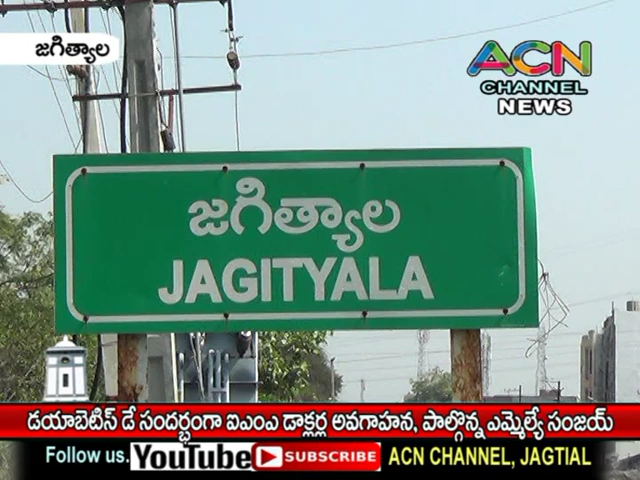 జగిత్యాల
ACN
CHANNEL
NEWS
జగిత్యాల
JAGITYALA
డయాబెటిస్ డే సందర్భంగా ఐఎంఎ డాక్టర్ల అవగాహన, పాల్గొన్న ఎమ్మెల్యే సంజయ్
Follow us. YouTube SUBSCRIBE ACN CHANNEL, JAGTIAL